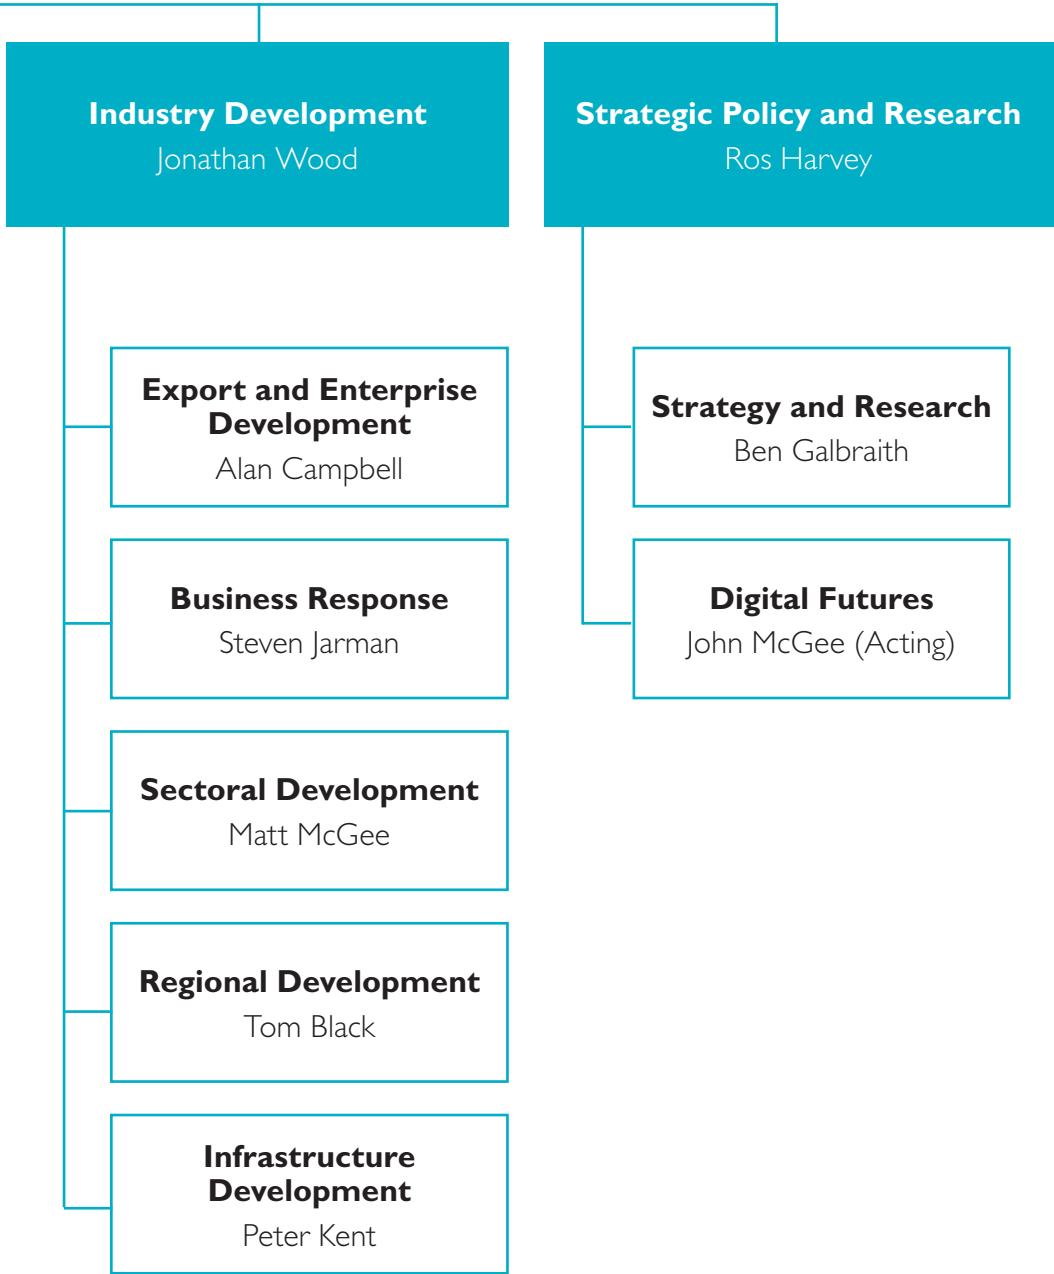 Industry Development
Jonathan Wood
Export and Enterprise
Development
Alan Campbell
Business Response
Steven Jarman
Sectoral Development
Matt McGee
Regional Development
Tom Black
Infrastructure
Development
Peter Kent
Strategic Policy and Research
Ros Harvey
Strategy and Research
Ben Galbraith
Digital Futures
John McGee (Acting)